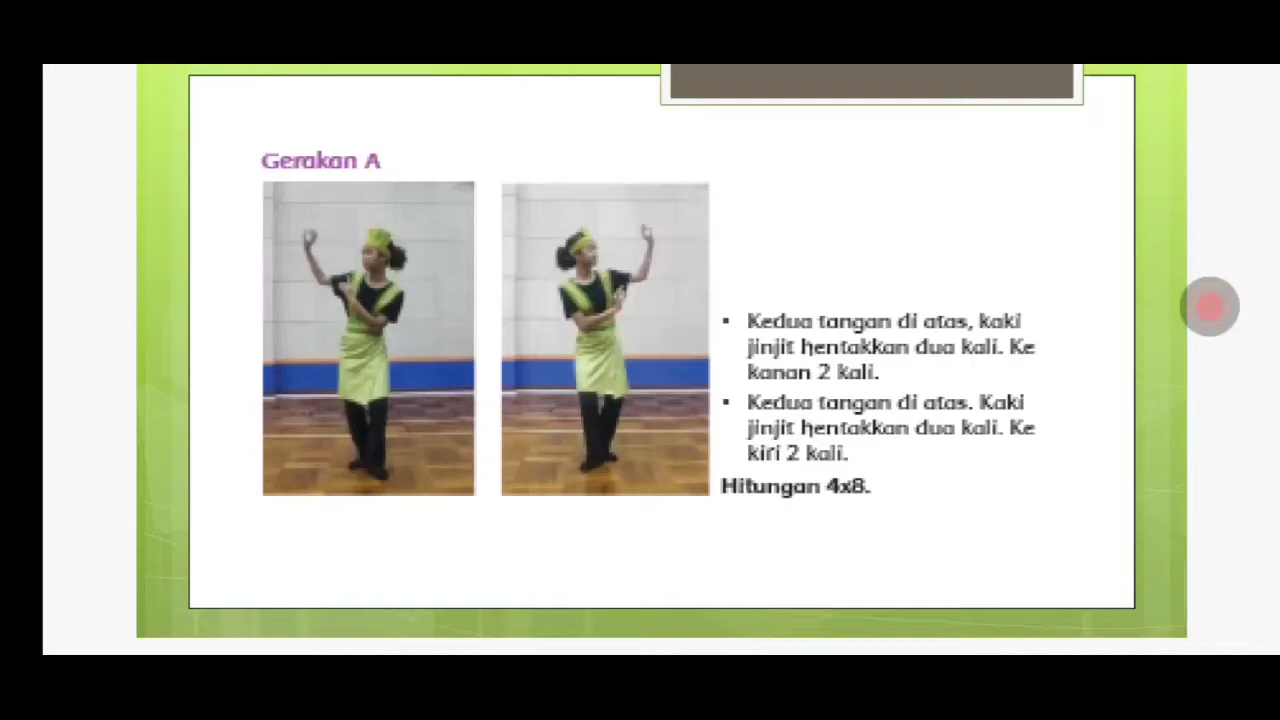 Gerakan A
▪ Kedua tangan di atas, kaki
jinjit hentakkan dua kali. Ke
kanan 2 kali.
▪ Kedua tangan di atas. Kaki
jinjit hentakkan dua kali. Ke
kiri 2 kali.
Hitungan 4x8.